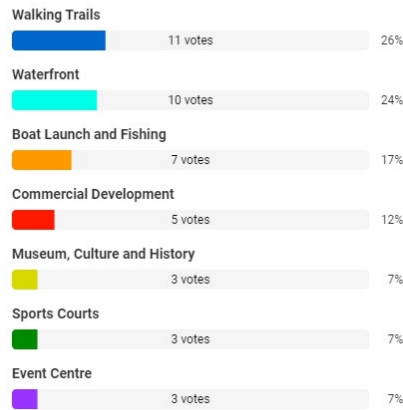 Walking Trails
11 votes 26%
Waterfront
10 votes 24%
Boat Launch and Fishing
7 votes 17%
Commercial Development
5 votes 12%
Museum, Culture and History
3 votes 7%
Sports Courts
3 votes 7%
Event Centre
3 votes 7%